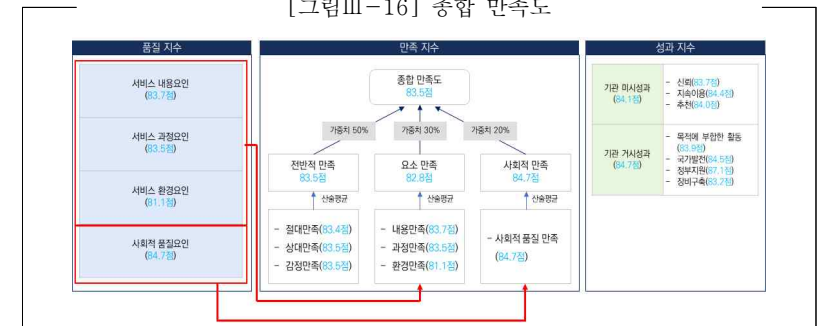 [그림Ⅲ-16] 종합 만족도
품질 지수
서비스 내용요인
(83.7점)
서비스 과정요인
(83.5점)
서비스 환경요인
(81.1점)
사회적 품질요인
(84.7점)
만족 지수
종합 만족도
83.5점
가중치 50%
가중치 30%
가중치 20%
전반적 만족
83.5점
요소 만족
82.8점
사회적 만족
84.7점
산술평균
산술평균
산술평균
- 절대만족(83.4점)
- 상대만족(83.5점)
- 감정만족(83.5점)
- 내용만족(83.7점)
- 과정만족(83.5점)
- 환경만족(81.1점)
- 사회적 품질 만족
(84.7점)
성과 지수
기관 미시성과
(84.1점)
- 신뢰(83.7점)
- 지속이용(84.4점)
- 추천(84.0점)
기관 거시성과
(84.7점)
- 목적에 부합한 활동
(83.9점)
- 국가발전(84.5점)
- 정부지원(87.1점)
- 장비구축(83.2점)